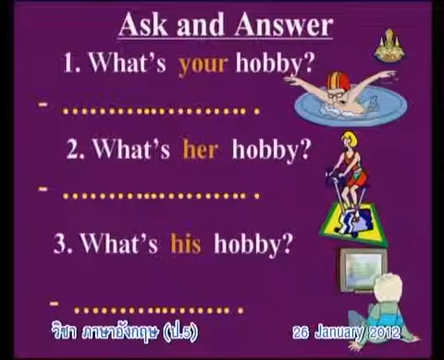 Ask and Answer
1. What's your hobby?
- ............................ .
2. What's her hobby?
- ............................ .
3. What's his hobby?
- ........................ .
วิชา ภาษาอังกฤษ (ป.5) 26 January 2012